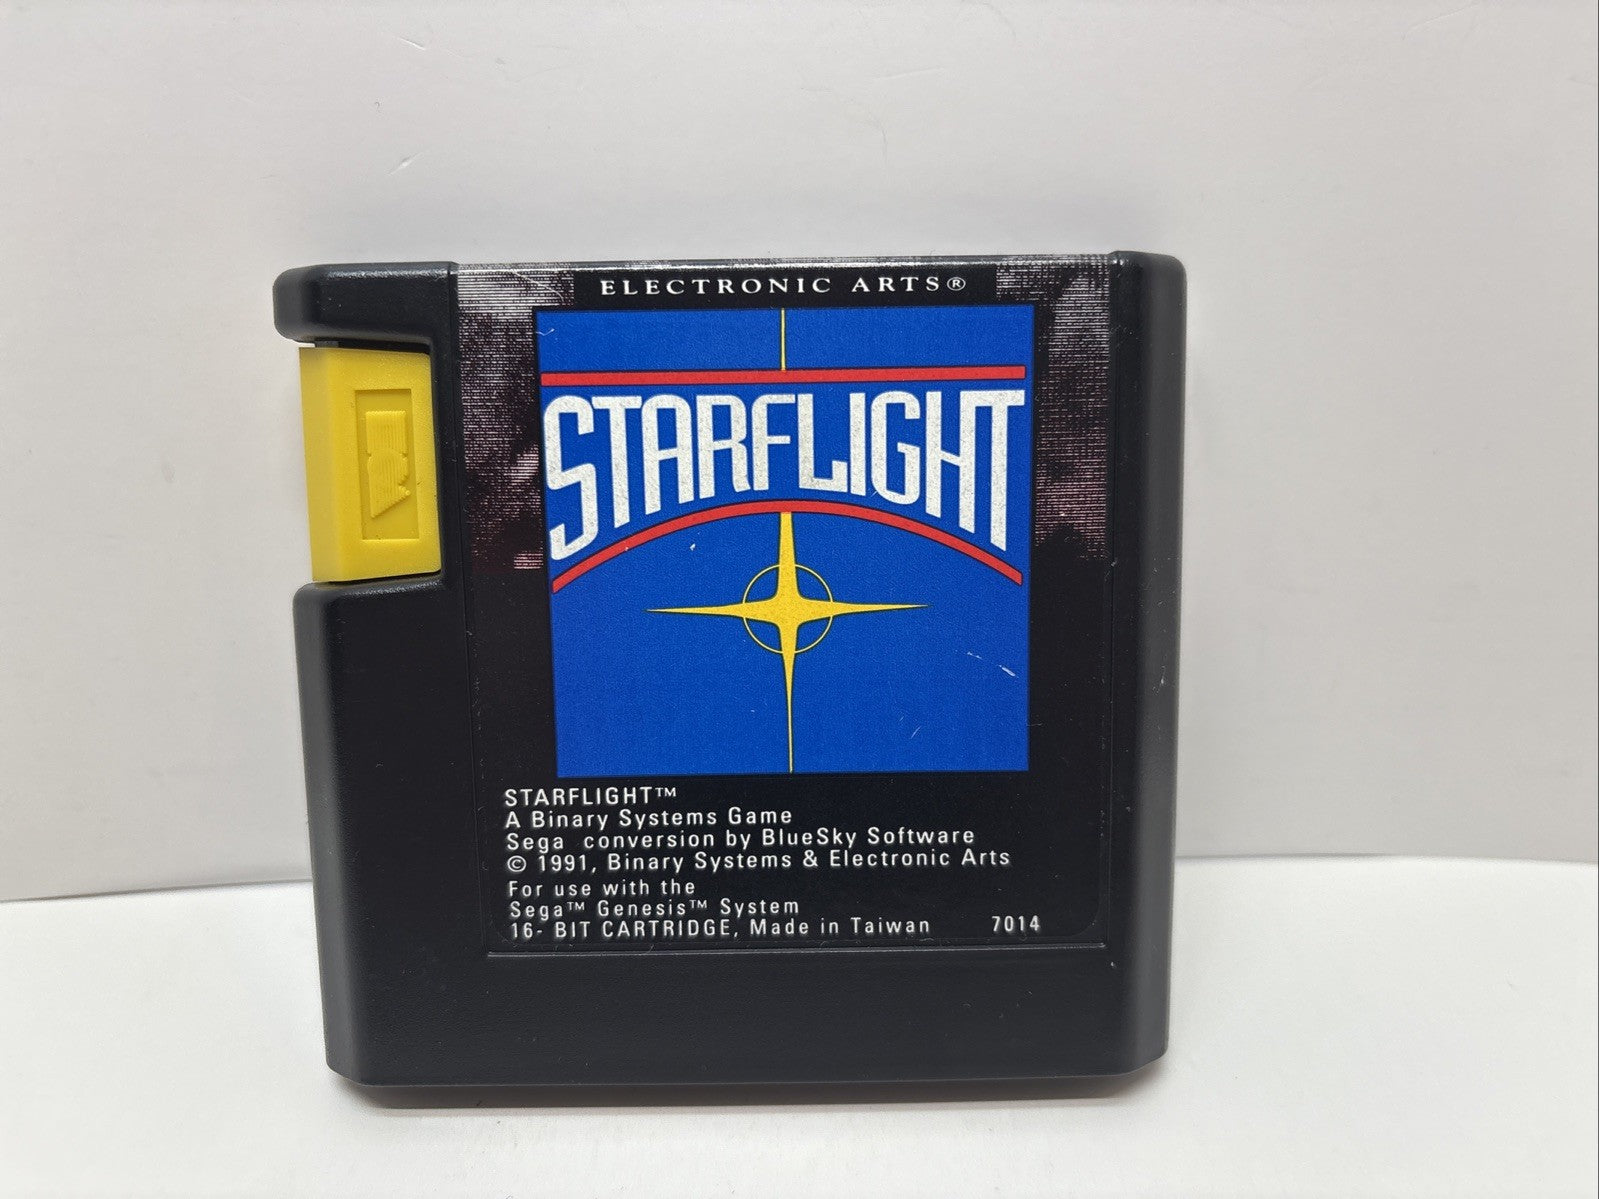 ELECTRONIC ARTS®
STARFLIGHT
STARFLIGHT™
A Binary Systems Game
Sega conversion by BlueSky Software
© 1991, Binary Systems & Electronic Arts
For use with the
Sega™ Genesis™ System
16- BIT CARTRIDGE, Made in Taiwan 7014